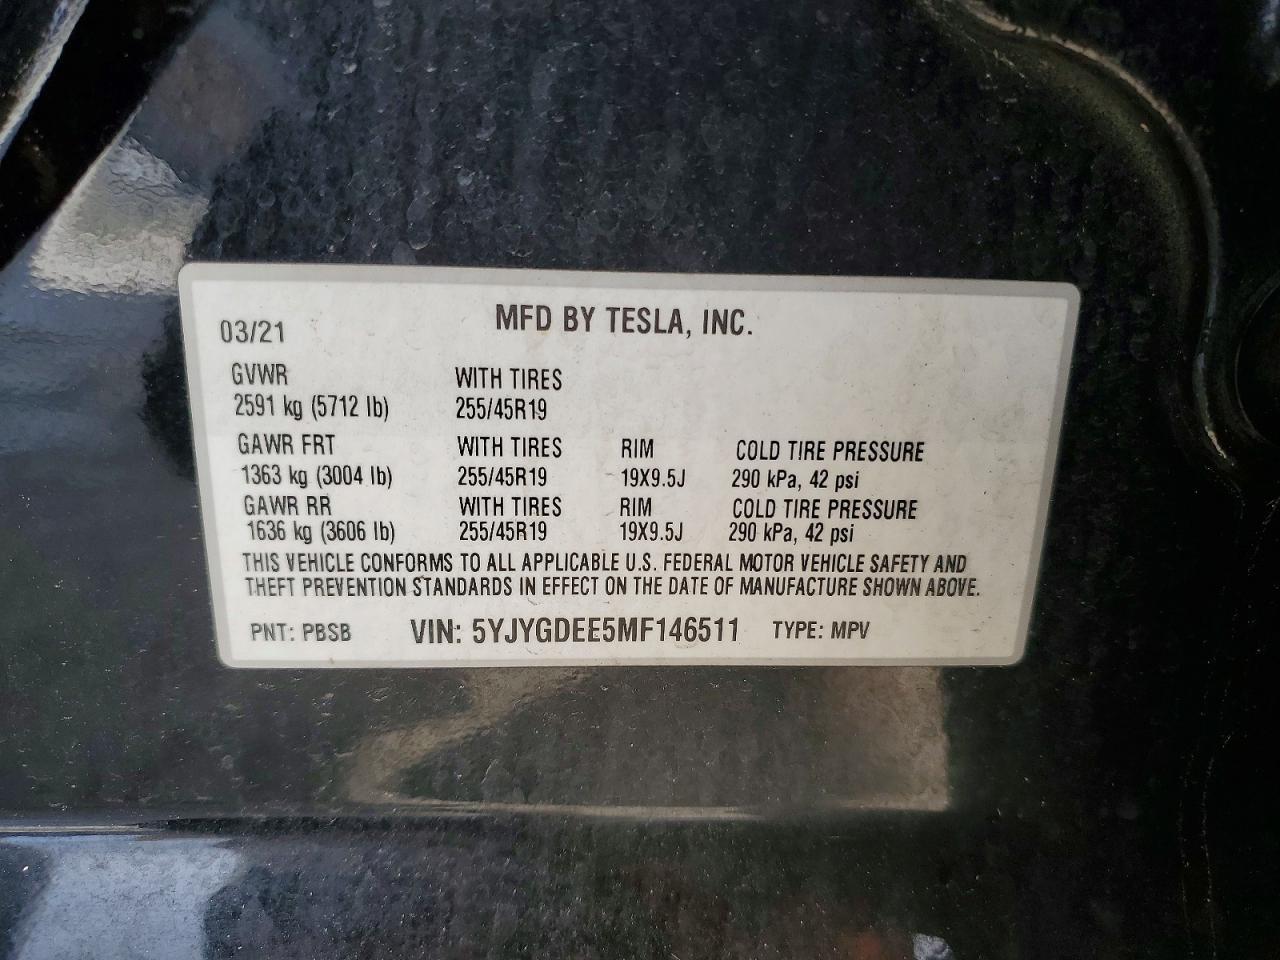 MFD BY TESLA, INC.
03/21
GVWR WITH TIRES
2591 kg (5712 lb) 255/45R19
GAWR FRT WITH TIRES RIM COLD TIRE PRESSURE
1363 kg (3004 lb) 255/45R19 19X9.5J 290 kPa, 42 psi
GAWR RR WITH TIRES RIM COLD TIRE PRESSURE
1636 kg (3606 lb) 255/45R19 19X9.5J 290 kPa, 42 psi
THIS VEHICLE CONFORMS TO ALL APPLICABLE U.S. FEDERAL MOTOR VEHICLE SAFETY AND
THEFT PREVENTION STANDARDS IN EFFECT ON THE DATE OF MANUFACTURE SHOWN ABOVE.
PNT: PBSB VIN: 5YJYGDEE5MF146511 TYPE: MPV